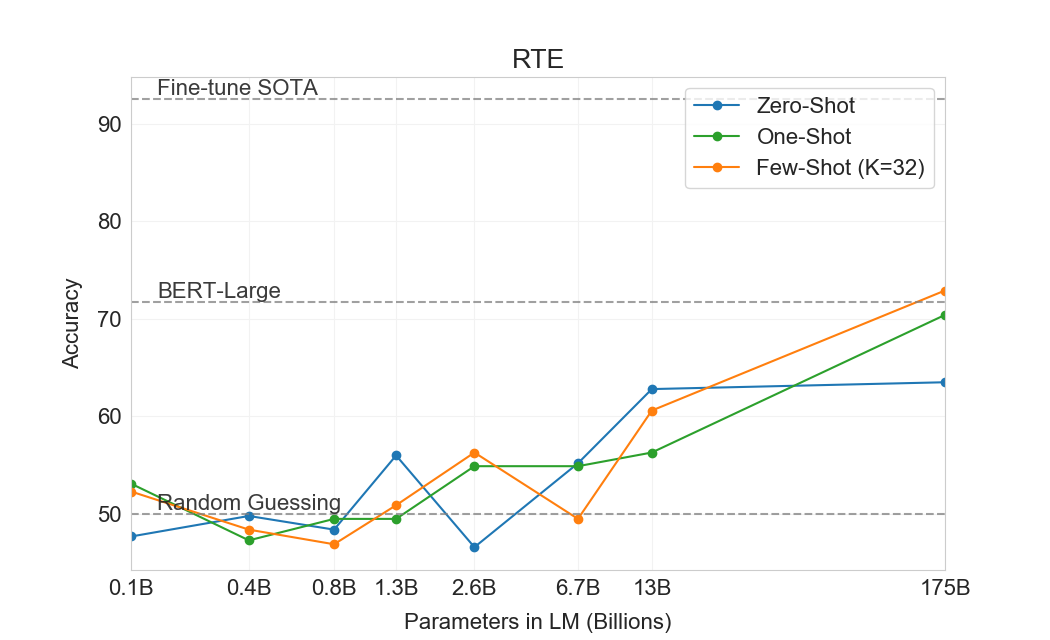 RTE
Fine-tune SOTA
Zero-Shot
One-Shot
Few-Shot (K=32)
90
80
BERT-Large
70
Accuracy
60
Random Guessing
50
0.1B 0.4B 0.8B 1.3B 2.6B 6.7B 13B 175B
Parameters in LM (Billions)